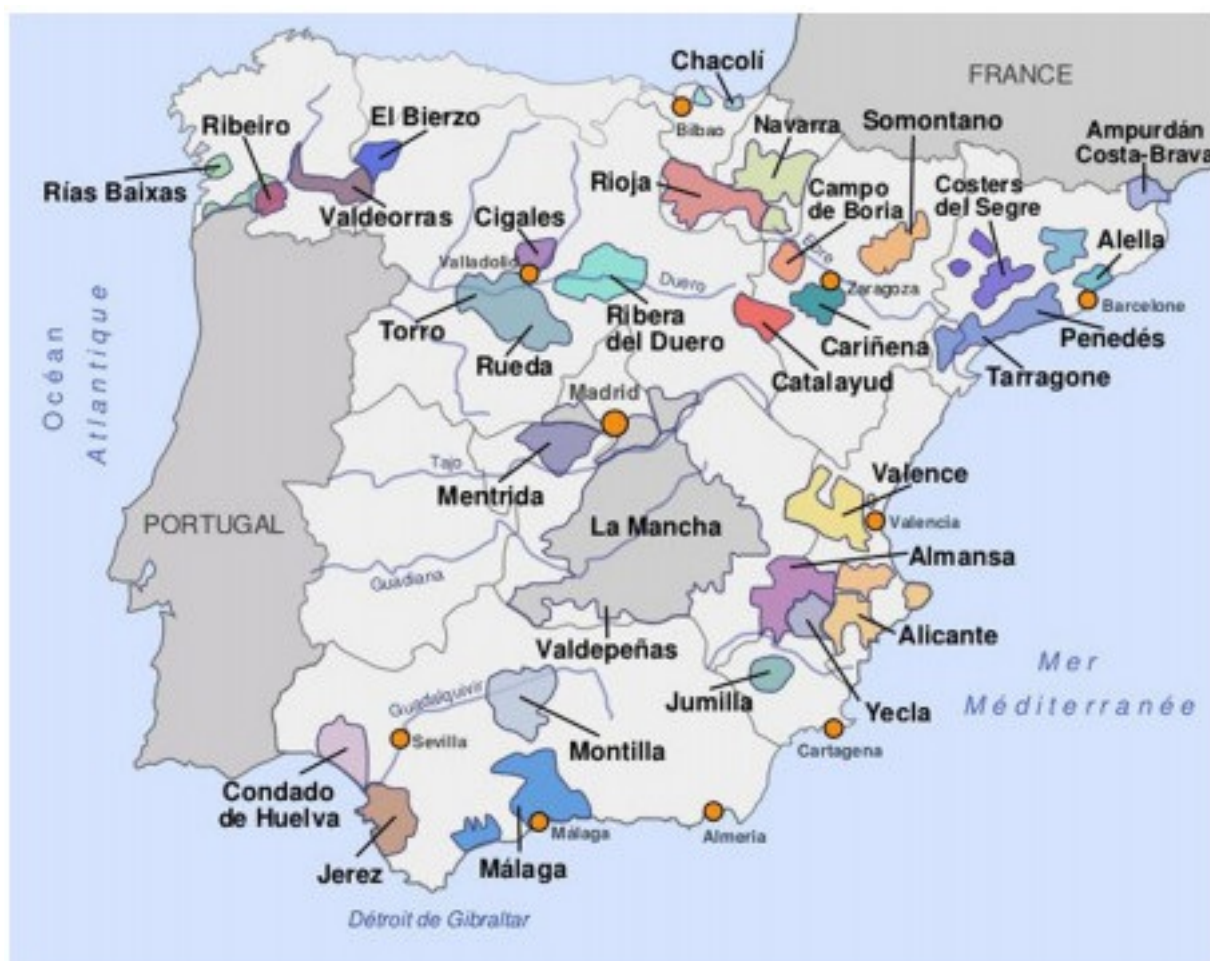 Chacolí
FRANCE
Bilbao
Ribeiro
El Bierzo
Navarra
Somontano
Ampurdán
Costa-Brava
Rías Baixas
Rioja
Campo
de Boria
Costers
del Segre
Valdeorras
Cigales
Alella
Valladolid
Duero
Ebre
Zaragoza
Barcelone
Torro
Ribera
del Duero
Cariñena
Penedés
Rueda
Catalayud
Tarragone
Océan
Atlantique
Madrid
Tajo
Mentrida
Valence
La Mancha
Valencia
PORTUGAL
Almansa
Guadiana
Valdepeñas
Alicante
Mer
Méditerranée
Guadalquivir
Jumilla
Yecla
Sevilla
Montilla
Cartagena
Condado
de Huelva
Málaga
Almeria
Jerez
Málaga
Détroit de Gibraltar